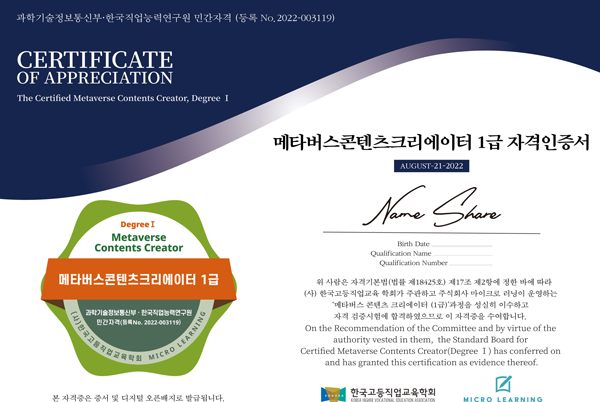 과학기술정보통신부·한국직업능력연구원 민간자격 (등록 No. 2022-003119)
CERTIFICATE
OF APPRECIATION
The Certified Metaverse Contents Creator, Degree Ⅰ
메타버스콘텐츠크리에이터 1급 자격인증서
AUGUST-21-2022
Name Share
Birth Date
Qualification Name
Qualification Number
위 사람은 자격기본법(법률 제18425호) 제17조 제2항에 정한 바에 따라
(사) 한국고등직업교육 학회가 주관하고 주식회사 마이크로 러닝이 운영하는
"메타버스 콘텐츠 크리에이터 (1급)"과정을 성실히 이수하고
자격 검증시험에 합격하였으므로 이 자격증을 수여합니다.
On the Recommendation of the Committee and by virtue of the
authority vested in them, the Standard Board for
Certified Metaverse Contents Creator(Degree Ⅰ) has conferred on
and has granted this certification as evidence thereof.
Degree Ⅰ
Metaverse
Contents Creator
메타버스콘텐츠크리에이터 1급
과학기술정보통신부 · 한국직업능력연구원
민간자격(등록No. 2022-003119)
(사)한국고등직업교육학회 MICRO LEARNING
본 자격증은 증서 및 디지털 오픈배지로 발급됩니다.
한국고등직업교육학회
KOREA HIGHER VOCATIONAL EDUCATION ASSOCIATION
MICRO LEARNING